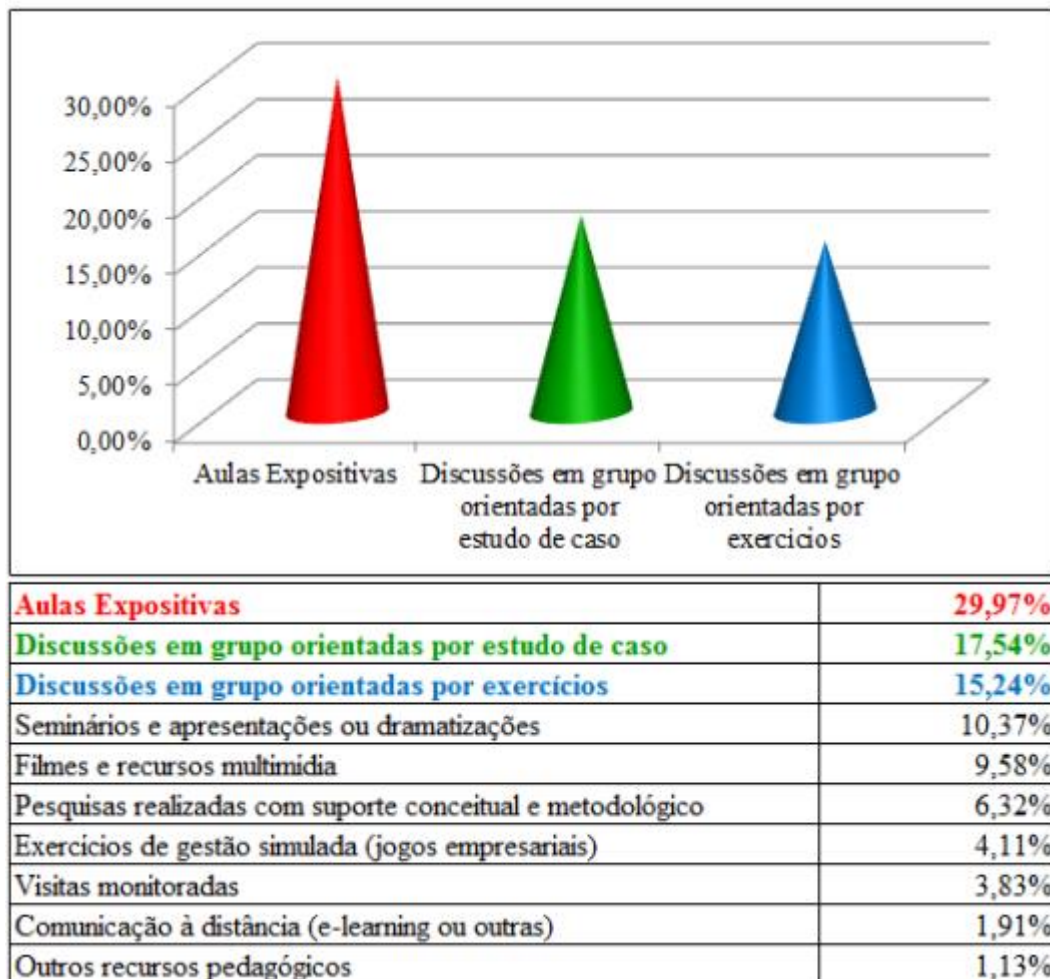 30,00%
25,00%
20,00%
15,00%
10,00%
5,00%
0,00%
Aulas Expositivas
Discussões em grupo
orientadas por
estudo de caso
Discussões em grupo
orientadas por
exercicios
Aulas Expositivas 29,97%
Discussões em grupo orientadas por estudo de caso 17,54%
Discussões em grupo orientadas por exercícios 15,24%
Seminários e apresentações ou dramatizações 10,37%
Filmes e recursos multimidia 9,58%
Pesquisas realizadas com suporte conceitual e metodológico 6,32%
Exercícios de gestão simulada (jogos empresariais) 4,11%
Visitas monitoradas 3,83%
Comunicação à distância (e-learning ou outras) 1,91%
Outros recursos pedagógicos 1,13%